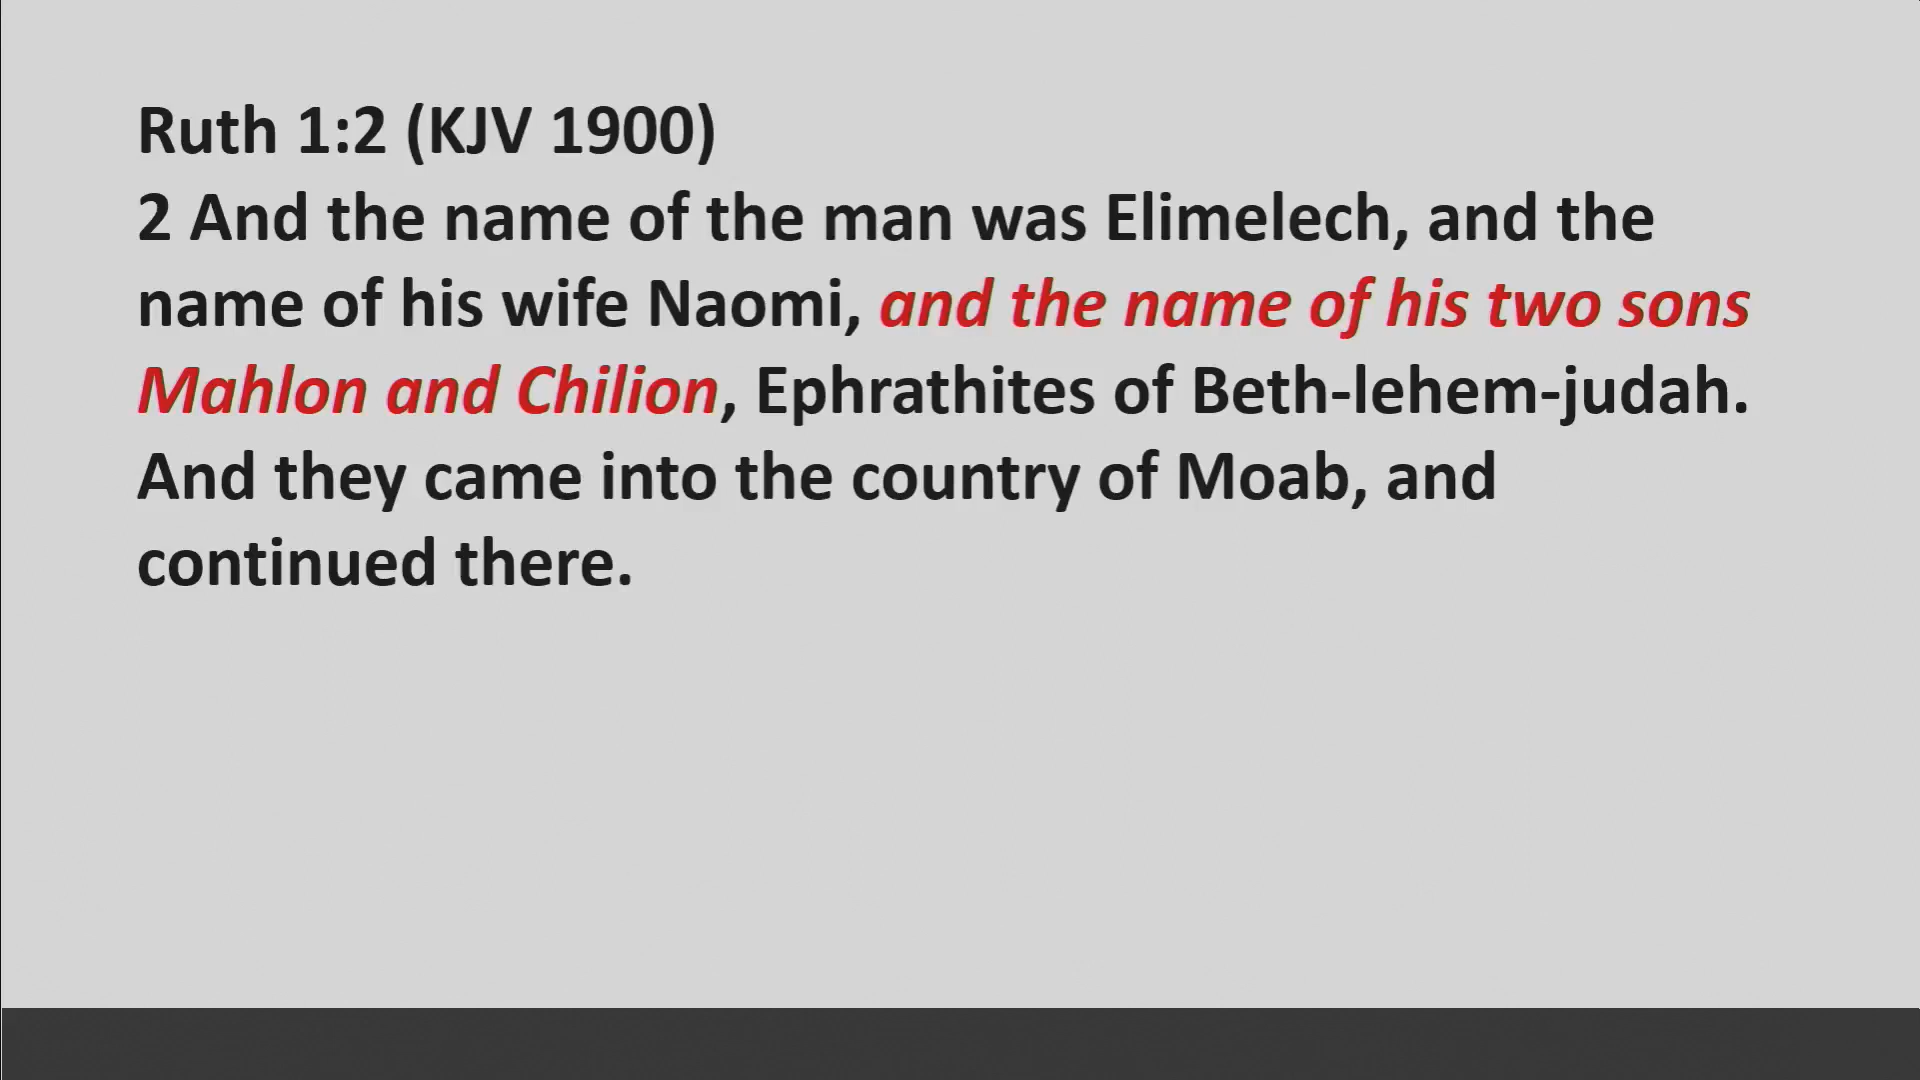 Ruth 1:2 (KJV 1900)
2 And the name of the man was Elimelech, and the
name of his wife Naomi, and the name of his two sons
Mahlon and Chilion, Ephrathites of Beth-lehem-judah.
And they came into the country of Moab, and
continued there.